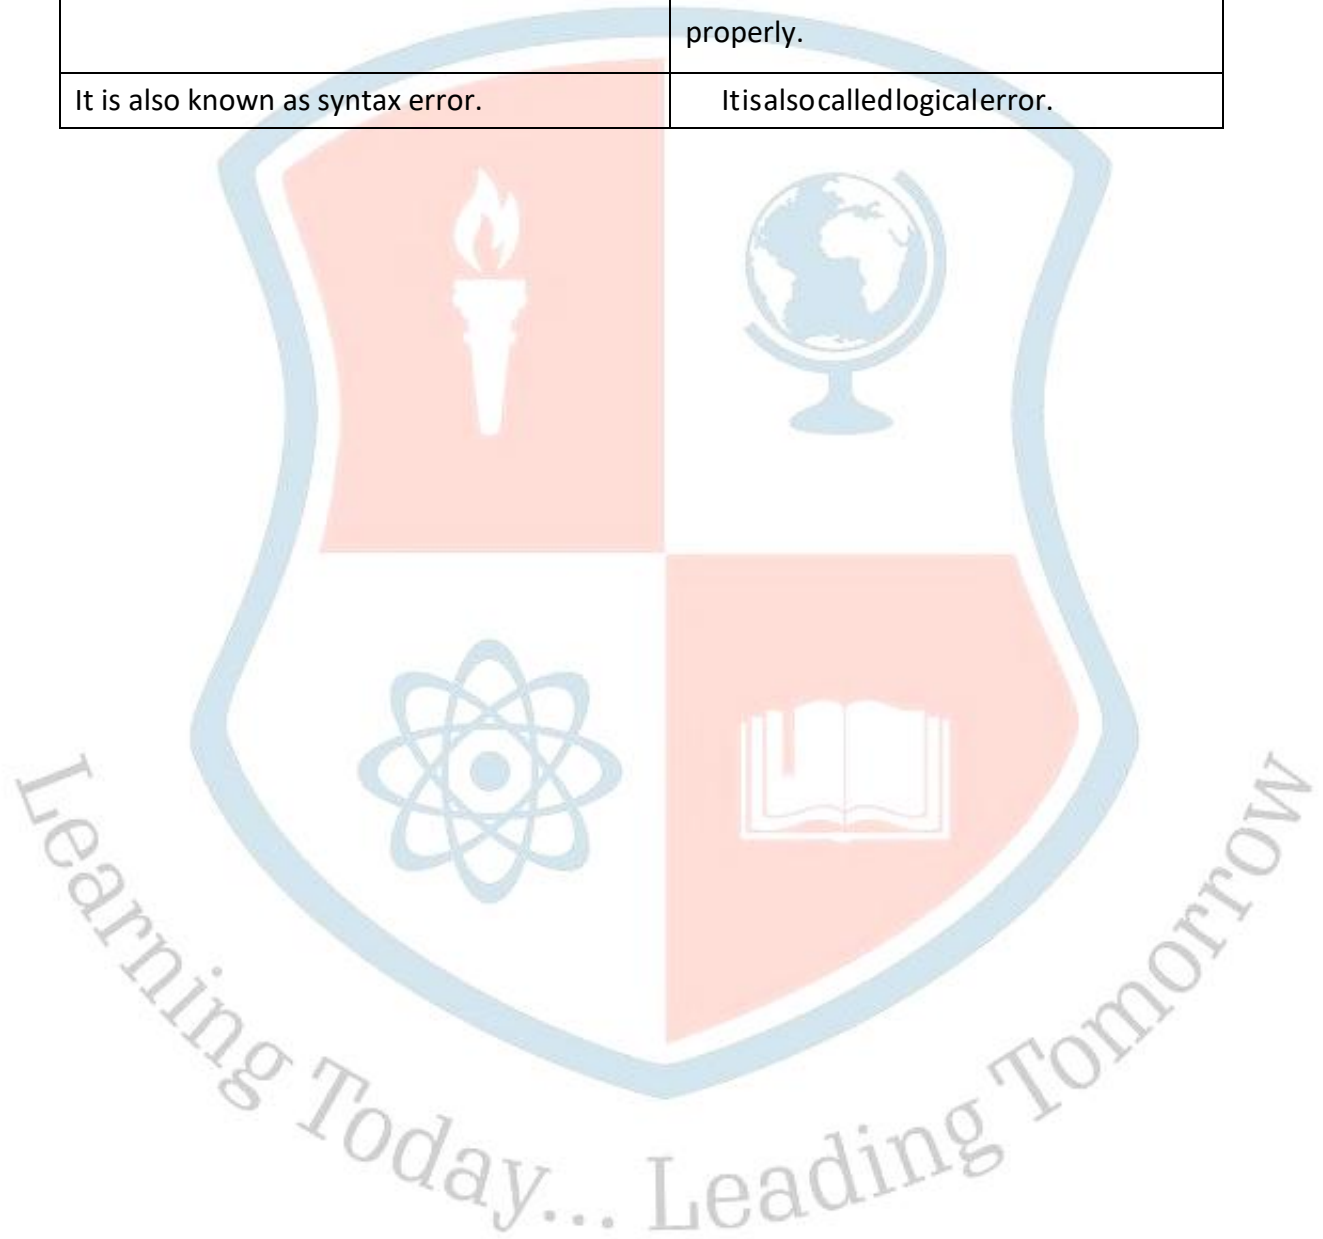 properly.
It is also known as syntax error.
Itisalsocalledlogicalerror.
Learning Today... Leading Tomorrow